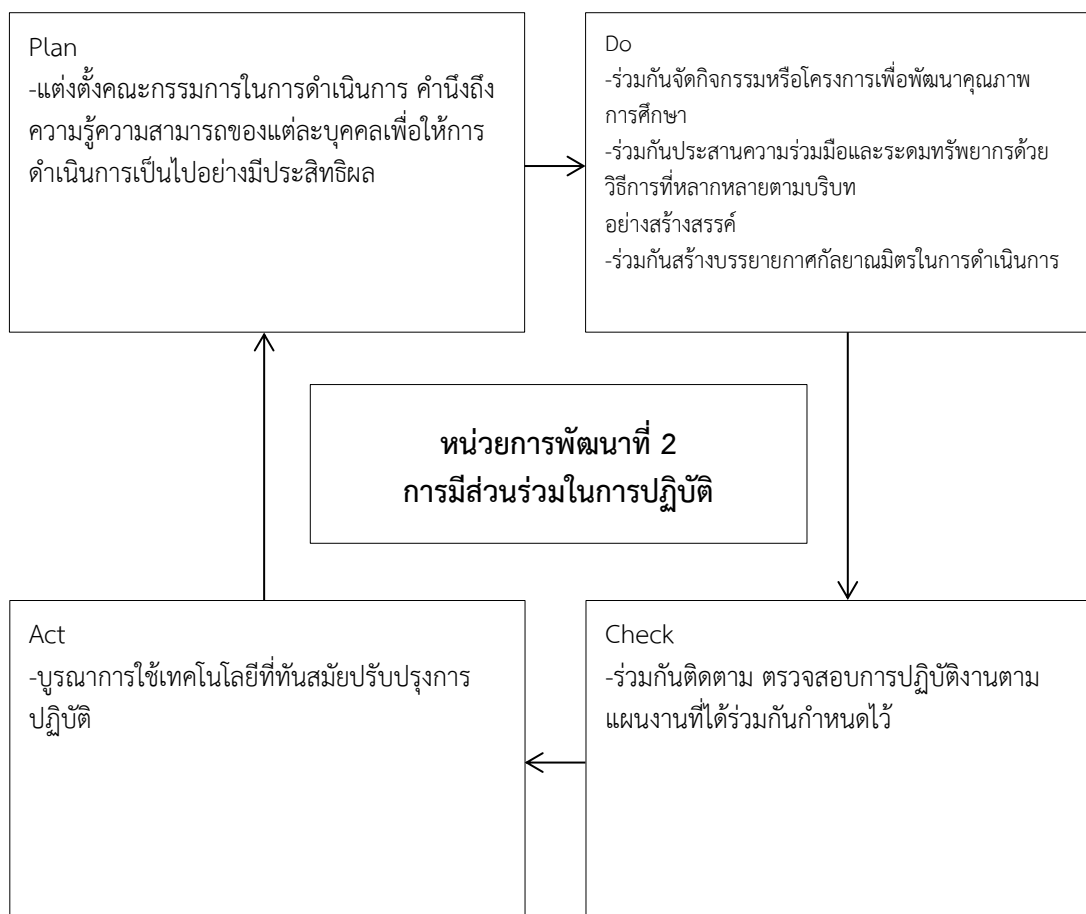 Plan
-แต่งตั้งคณะกรรมการในการดำเนินการ คำนึงถึง
ความรู้ความสามารถของแต่ละบุคคลเพื่อให้การ
ดำเนินการเป็นไปอย่างมีประสิทธิผล
Do
-ร่วมกันจัดกิจกรรมหรือโครงการเพื่อพัฒนาคุณภาพ
การศึกษา
-ร่วมกันประสานความร่วมมือและระดมทรัพยากรด้วย
วิธีการที่หลากหลายตามบริบท
อย่างสร้างสรรค์
-ร่วมกันสร้างบรรยายกาศกัลยาณมิตรในการดำเนินการ
หน่วยการพัฒนาที่ 2
การมีส่วนร่วมในการปฏิบัติ
Act
-บูรณาการใช้เทคโนโลยีที่ทันสมัยปรับปรุงการ
ปฏิบัติ
Check
-ร่วมกันติดตาม ตรวจสอบการปฏิบัติงานตาม
แผนงานที่ได้ร่วมกันกำหนดไว้